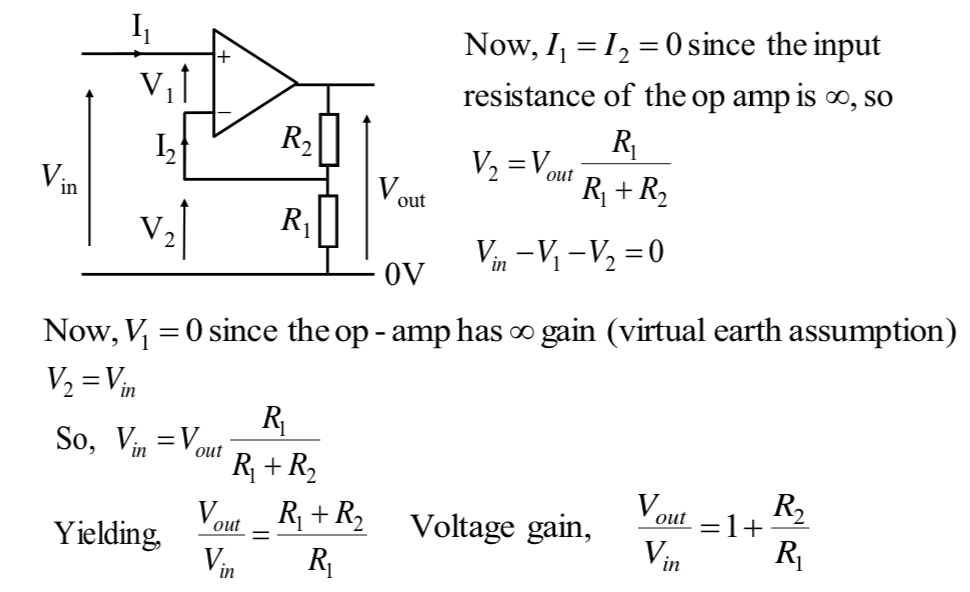 I₁
+
V₁
−
I₂
R₂
V_in
V_out
V₂
R₁
0V
Now, I₁ = I₂ = 0 since the input
resistance of the op amp is ∞, so
V₂ = V_out R₁ / (R₁ + R₂)
V_in − V₁ − V₂ = 0
Now, V₁ = 0 since the op - amp has ∞ gain (virtual earth assumption)
V₂ = V_in
So, V_in = V_out R₁ / (R₁ + R₂)
Yielding, V_out / V_in = (R₁ + R₂) / R₁ Voltage gain, V_out / V_in = 1 + R₂ / R₁